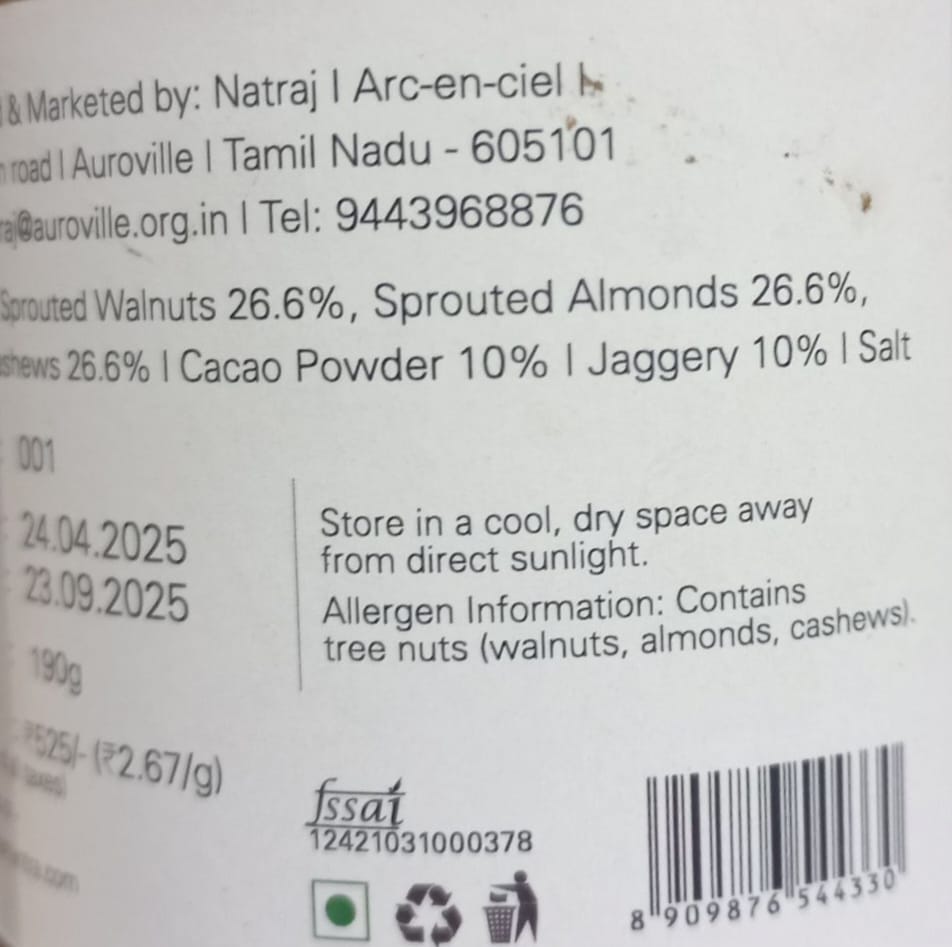 & Marketed by: Natraj | Arc-en-ciel |
road | Auroville | Tamil Nadu - 605101
raj@auroville.org.in | Tel: 9443968876
Sprouted Walnuts 26.6%, Sprouted Almonds 26.6%,
shews 26.6% | Cacao Powder 10% | Jaggery 10% | Salt
001
24.04.2025
23.09.2025
190g
₹525/- (₹2.67/g)
taxes)
.com
Store in a cool, dry space away
from direct sunlight.
Allergen Information: Contains
tree nuts (walnuts, almonds, cashews).
fssai
12421031000378
8 909876 544330